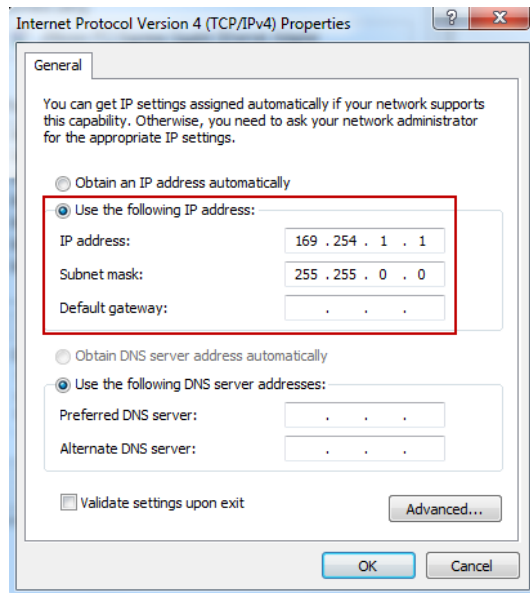 Internet Protocol Version 4 (TCP/IPv4) Properties
General
You can get IP settings assigned automatically if your network supports
this capability. Otherwise, you need to ask your network administrator
for the appropriate IP settings.
Obtain an IP address automatically
Use the following IP address:
IP address: 169 . 254 . 1 . 1
Subnet mask: 255 . 255 . 0 . 0
Default gateway: . . .
Obtain DNS server address automatically
Use the following DNS server addresses:
Preferred DNS server: . . .
Alternate DNS server: . . .
Validate settings upon exit
Advanced...
OK Cancel